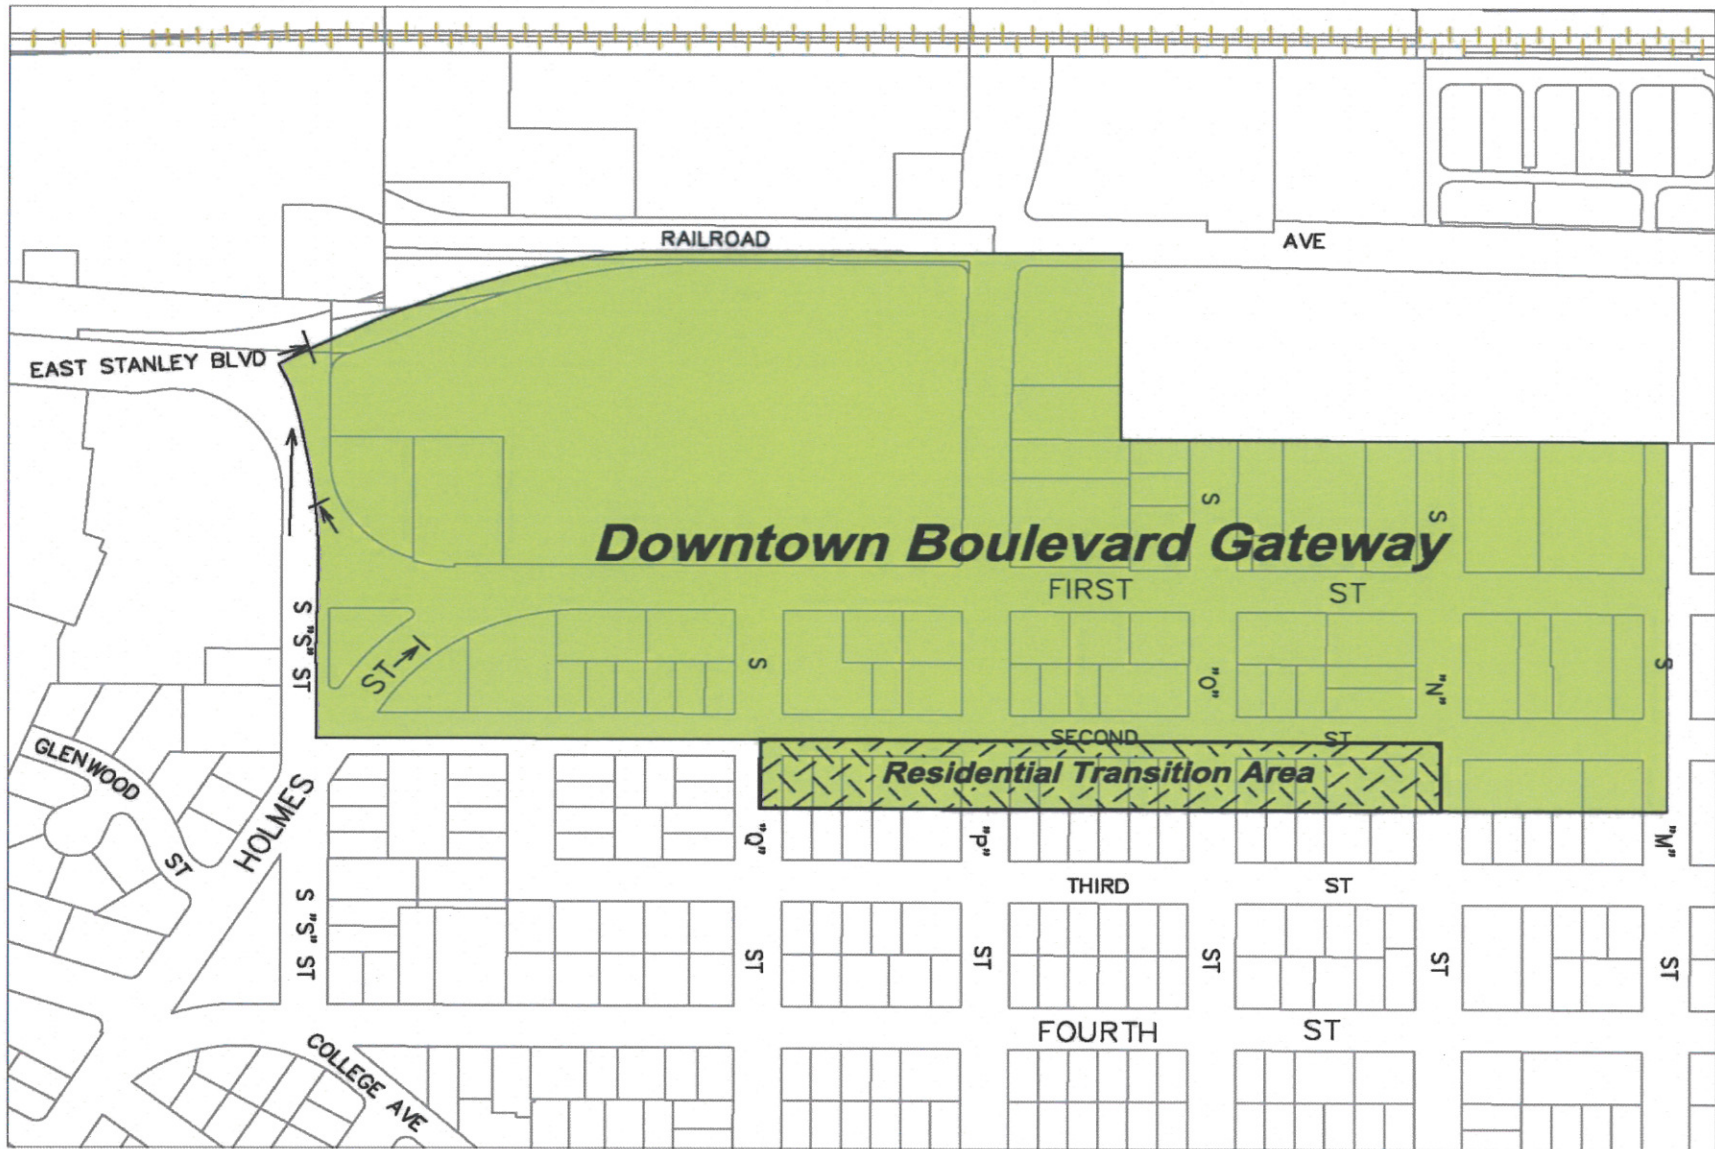 RAILROAD AVE
EAST STANLEY BLVD
Downtown Boulevard Gateway
S S
FIRST ST
S "S" ST
ST
S
"O"
"N"
S
SECOND ST
Residential Transition Area
GLENWOOD
ST
HOLMES
"Q" "P" "M"
THIRD ST
S "S" ST
ST ST ST ST ST
FOURTH ST
COLLEGE AVE